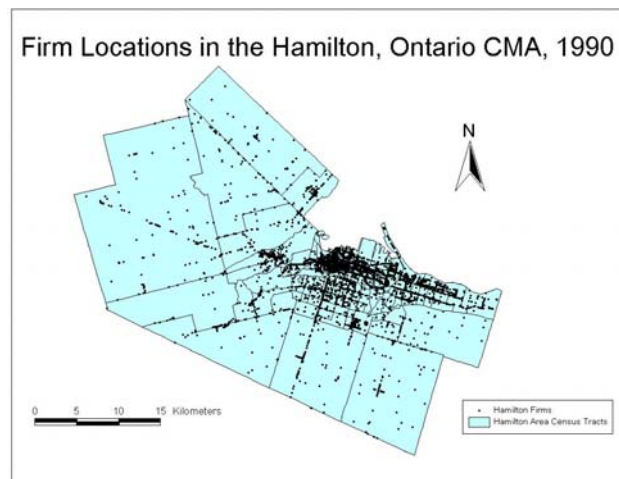 Firm Locations in the Hamilton, Ontario CMA, 1990
N
0 5 10 15 Kilometers
Hamilton Firms
Hamilton Area Census Tracts